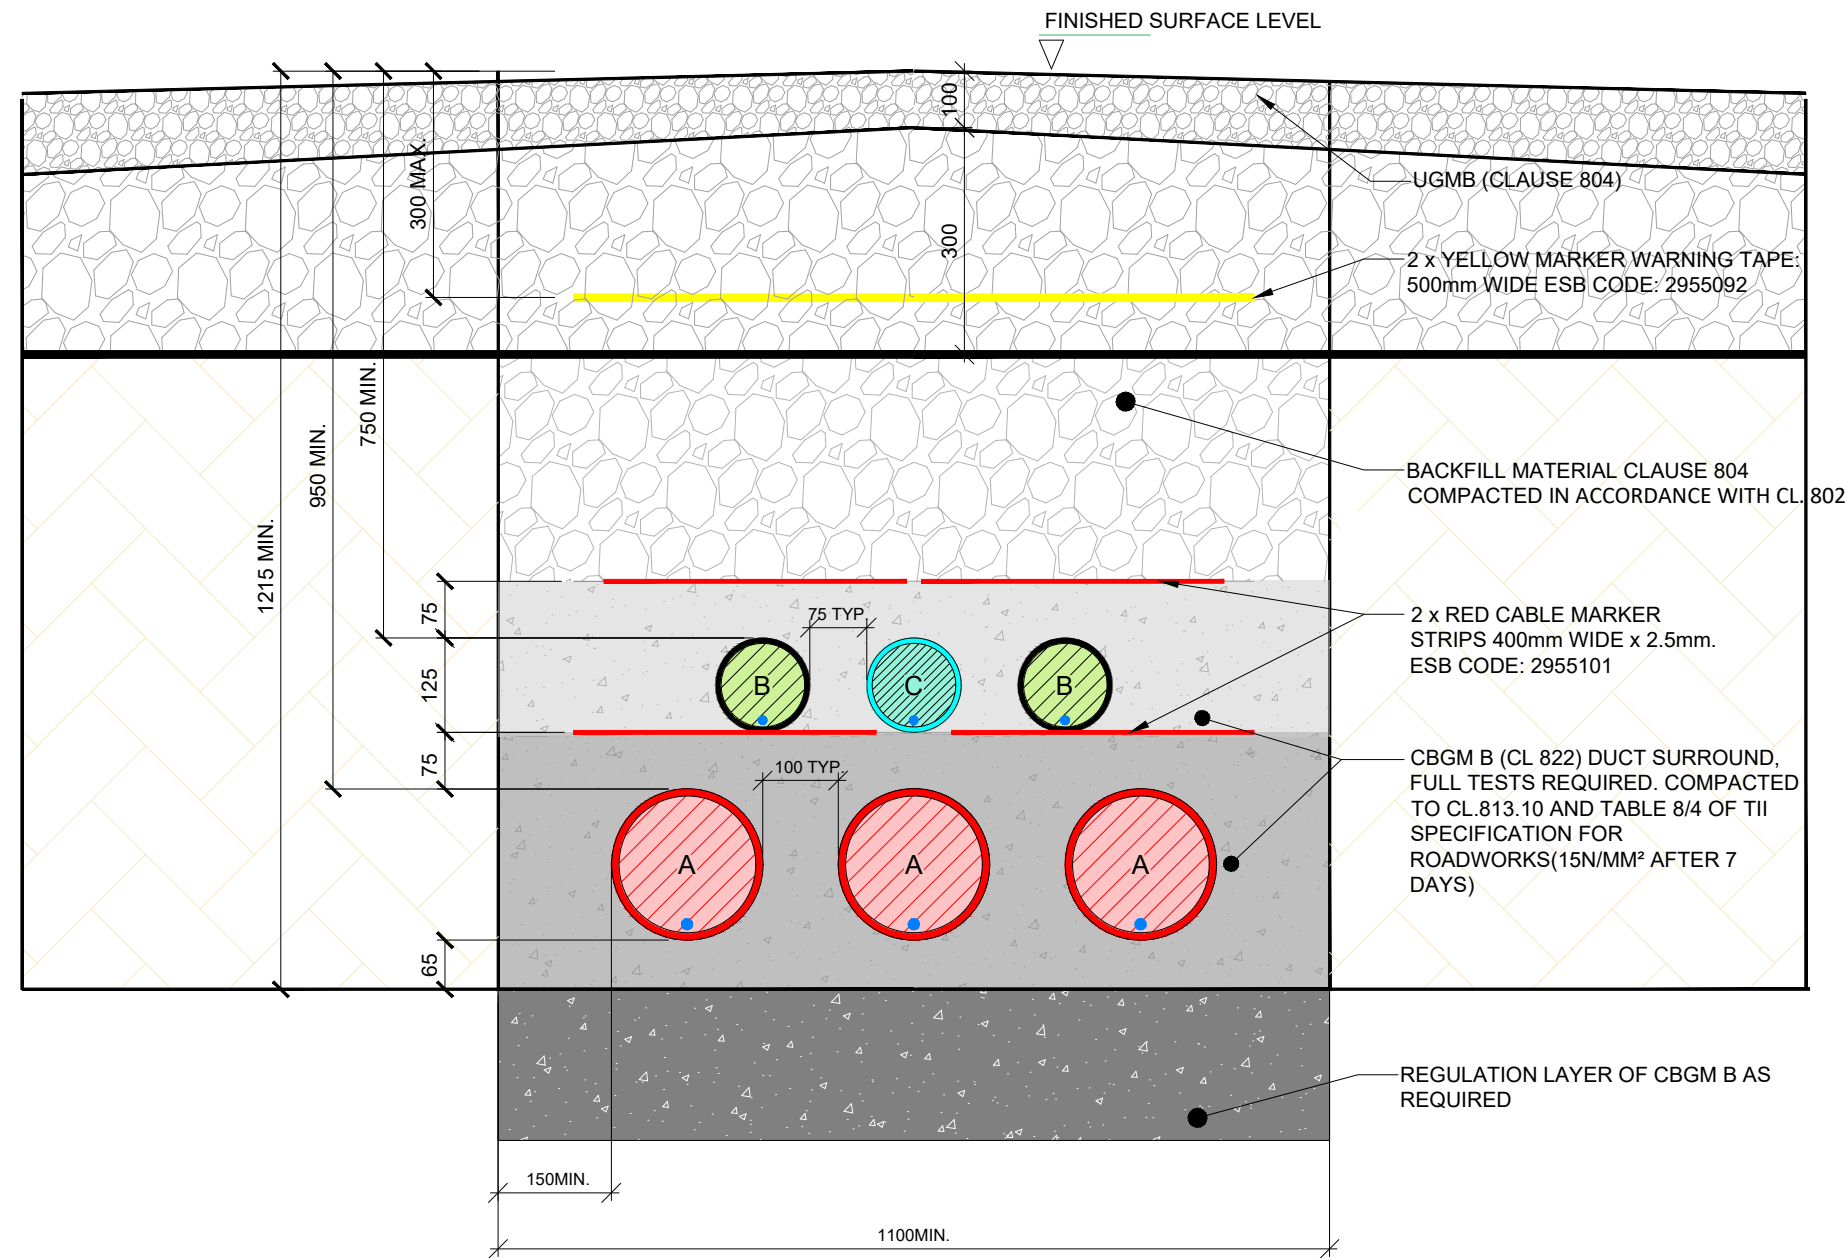 FINISHED SURFACE LEVEL
100
300 MAX.
UGMB (CLAUSE 804)
300
2 x YELLOW MARKER WARNING TAPE:
500mm WIDE ESB CODE: 2955092
750 MIN.
950 MIN.
1215 MIN.
BACKFILL MATERIAL CLAUSE 804
COMPACTED IN ACCORDANCE WITH CL. 802
75
75 TYP.
2 x RED CABLE MARKER
STRIPS 400mm WIDE x 2.5mm.
ESB CODE: 2955101
125
B
C
B
75
100 TYP.
CBGM B (CL 822) DUCT SURROUND,
FULL TESTS REQUIRED. COMPACTED
TO CL.813.10 AND TABLE 8/4 OF TII
SPECIFICATION FOR
ROADWORKS(15N/MM² AFTER 7
DAYS)
A
A
A
65
REGULATION LAYER OF CBGM B AS
REQUIRED
150MIN.
1100MIN.